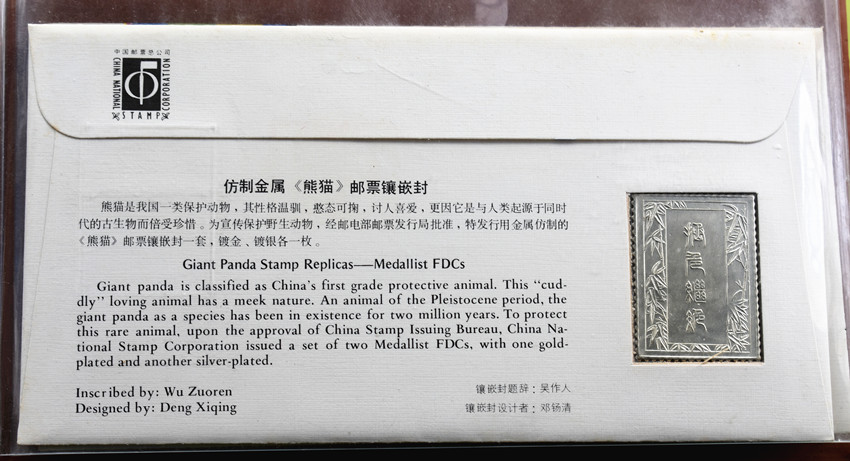 中国邮票总公司
CHINA NATIONAL
STAMP
CORPORATION
仿制金属《熊猫》邮票镶嵌封
熊猫是我国一类保护动物，其性格温驯，憨态可掬，讨人喜爱，更因它是与人类起源于同时
代的古生物而倍受珍惜。为宣传保护野生动物，经邮电部邮票发行局批准，特发行用金属仿制的
《熊猫》邮票镶嵌封一套，镀金、镀银各一枚。
Giant Panda Stamp Replicas——Medallist FDCs
Giant panda is classified as China's first grade protective animal. This “cud-
dly” loving animal has a meek nature. An animal of the Pleistocene period, the
giant panda as a species has been in existence for two million years. To protect
this rare animal, upon the approval of China Stamp Issuing Bureau, China Na-
tional Stamp Corporation issued a set of two Medallist FDCs, with one gold-
plated and another silver-plated.
Inscribed by: Wu Zuoren
Designed by: Deng Xiqing
镶嵌封题辞：吴作人
镶嵌封设计者：邓钖清